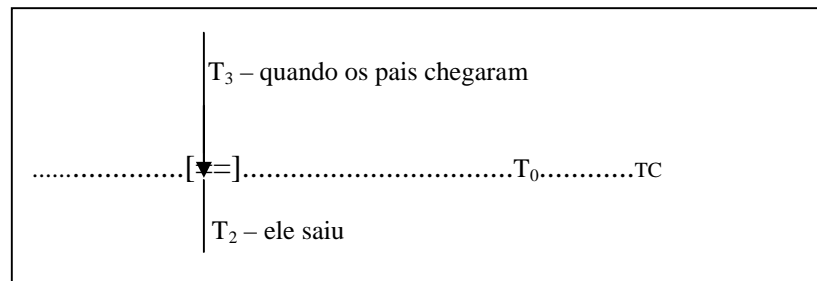 T₃ – quando os pais chegaram
....................[==]..................................T₀............TC
T₂ – ele saiu